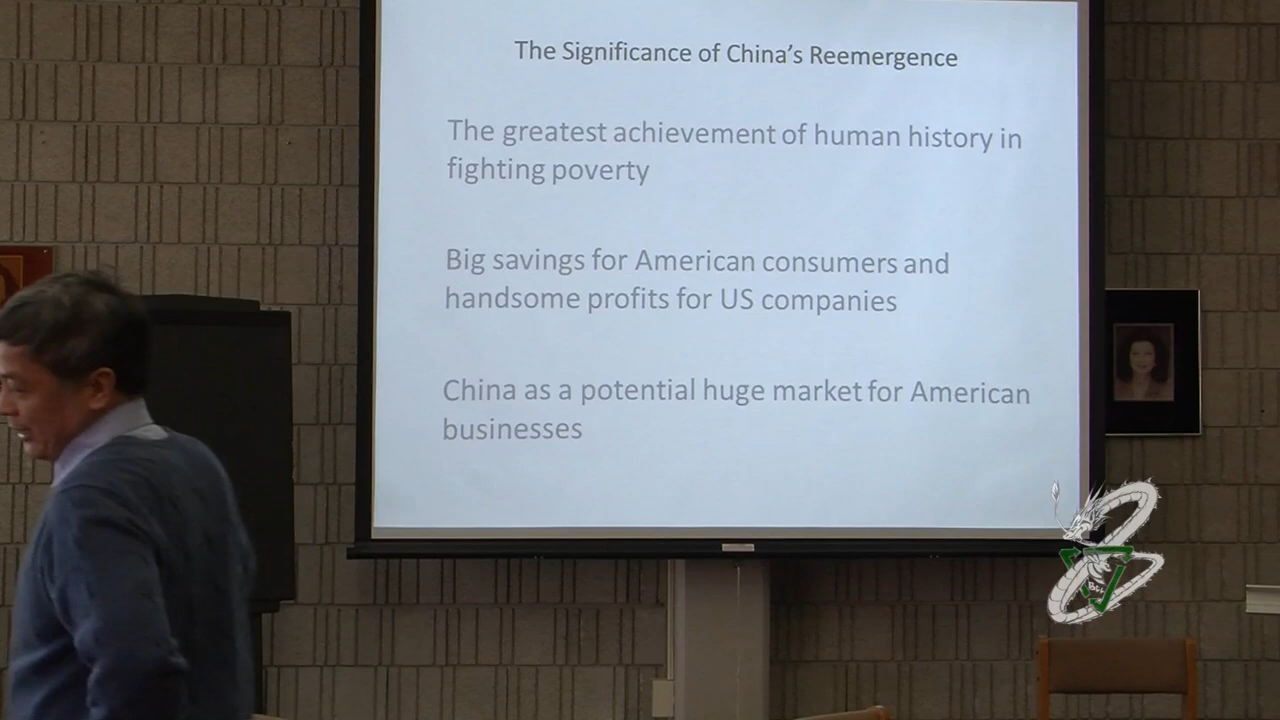 The Significance of China's Reemergence
The greatest achievement of human history in
fighting poverty
Big savings for American consumers and
handsome profits for US companies
China as a potential huge market for American
businesses